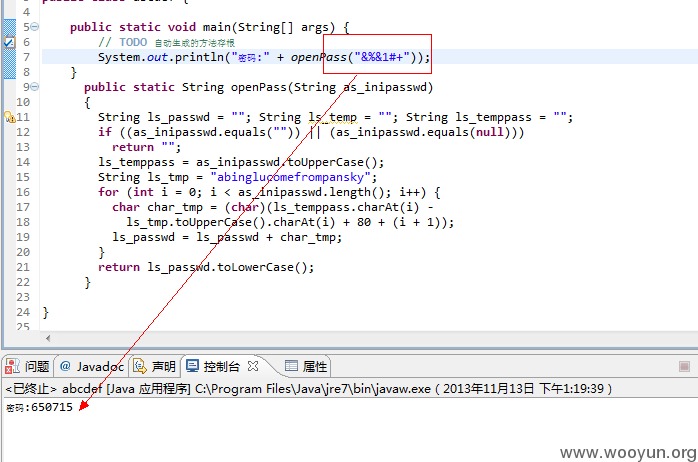 5 public static void main(String[] args) {
6 // TODO 自动生成的方法存根
7 System.out.println("密码:" + openPass("&%&1#+"));
8 }
9 public static String openPass(String as_inipasswd)
10 {
11 String ls_passwd = ""; String ls_temp = ""; String ls_temppass = "";
12 if ((as_inipasswd.equals("")) || (as_inipasswd.equals(null)))
13 return "";
14 ls_temppass = as_inipasswd.toUpperCase();
15 String ls_tmp = "abinglucomefrompansky";
16 for (int i = 0; i < as_inipasswd.length(); i++) {
17 char char_tmp = (char)(ls_temppass.charAt(i) -
18 ls_tmp.toUpperCase().charAt(i) + 80 + (i + 1));
19 ls_passwd = ls_passwd + char_tmp;
20 }
21 return ls_passwd.toLowerCase();
22 }
23
24 }
25
问题 @ Javadoc 声明 控制台 属性
<已终止> abcdef [Java 应用程序] C:\Program Files\Java\jre7\bin\javaw.exe ( 2013年11月13日 下午1:19:39 )
密码:650715
www.wooyun.org